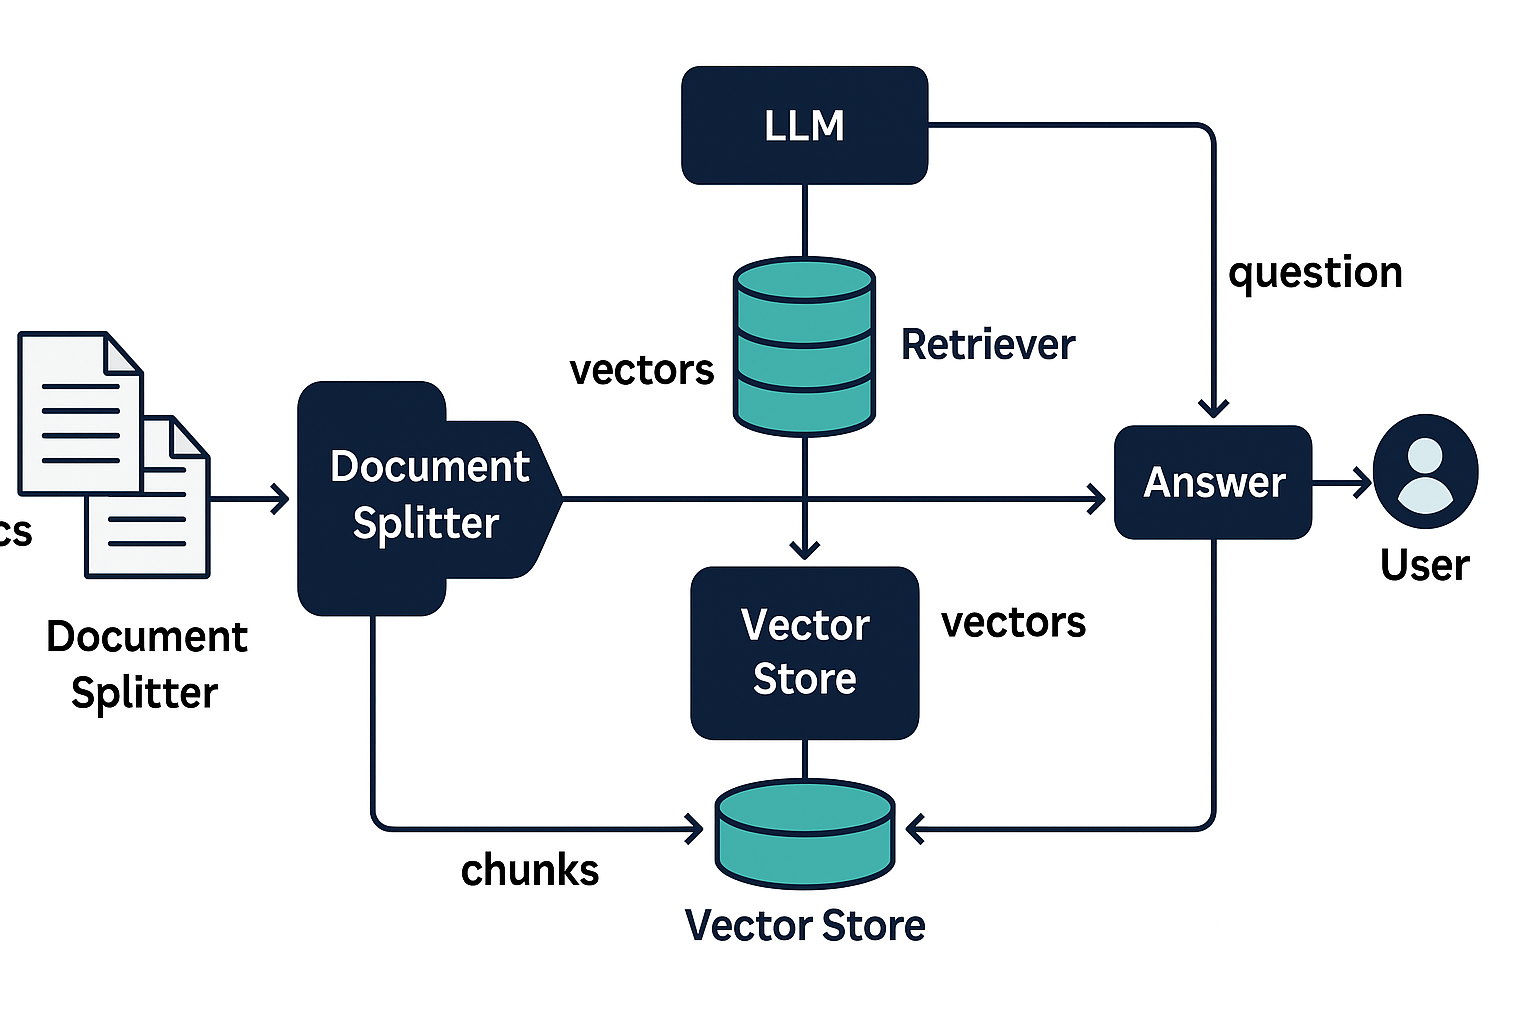 LLM
question
Retriever
vectors
Document
Splitter
Answer
cs
User
Document
Splitter
Vector
Store
vectors
chunks
Vector Store